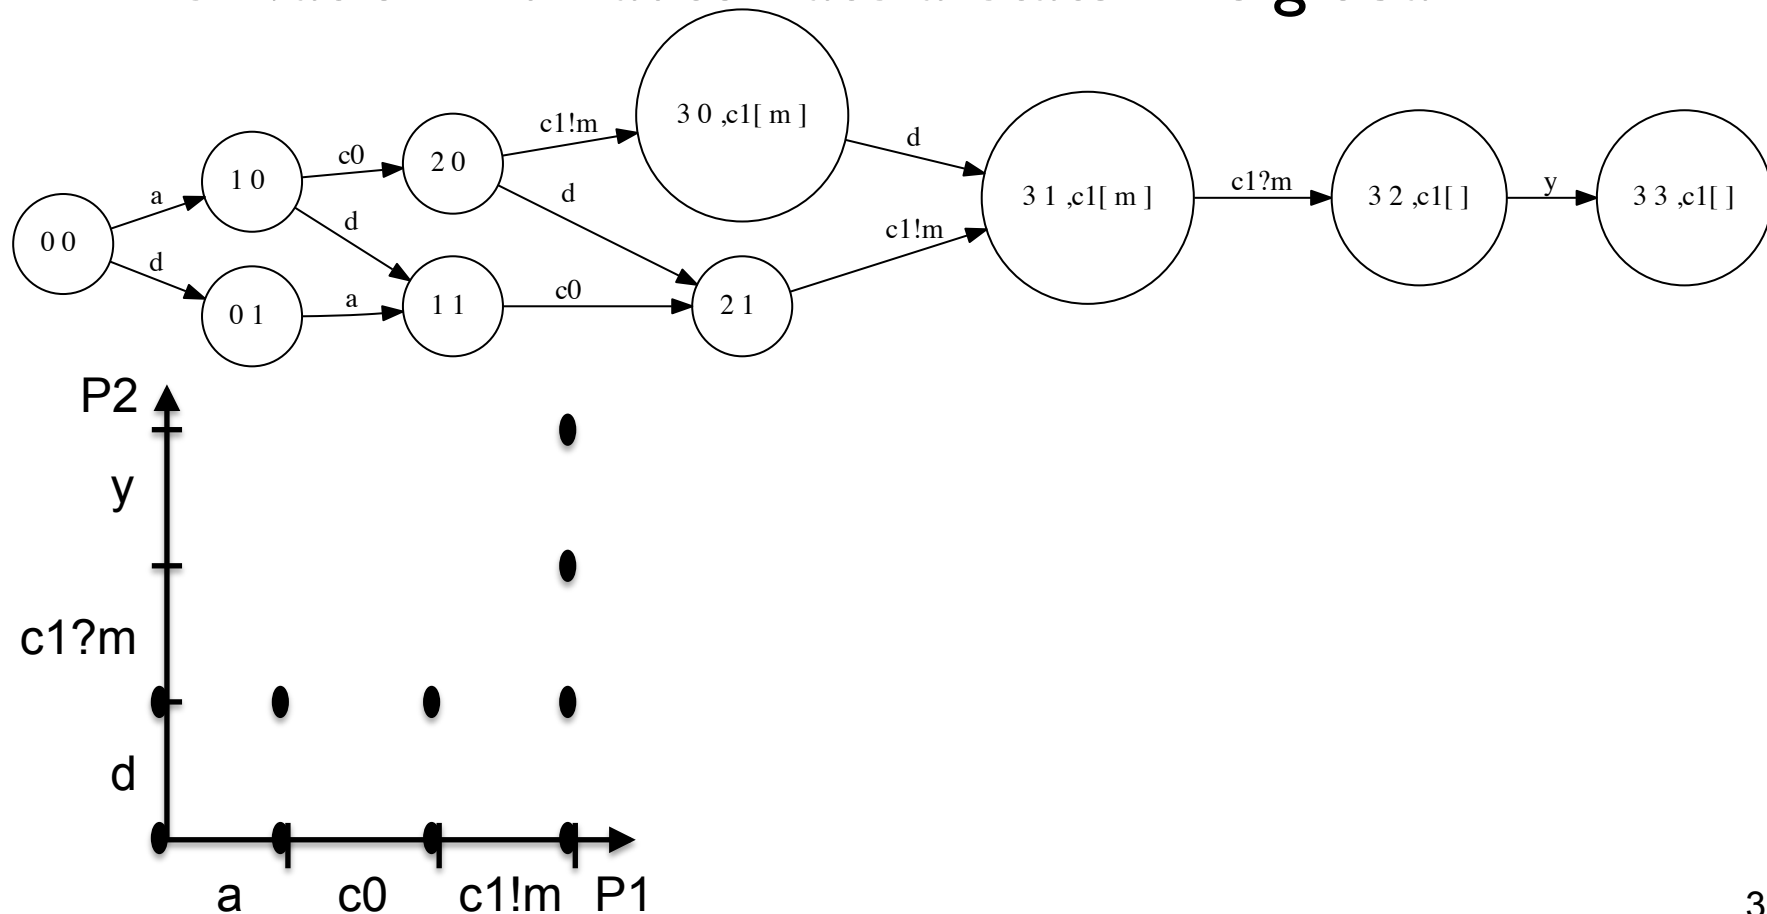 c1!m
3 0 ,c1[ m ]
d
c0
2 0
a
1 0
d
3 1 ,c1[ m ]
c1?m
3 2 ,c1[ ]
y
3 3 ,c1[ ]
0 0
d
c1!m
d
0 1
a
1 1
c0
2 1
P2
y
c1?m
d
a c0 c1!m P1
3